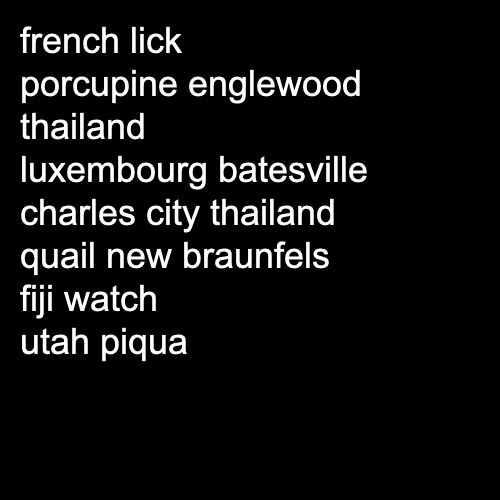 french lick
porcupine englewood
thailand
luxembourg batesville
charles city thailand
quail new braunfels
fiji watch
utah piqua